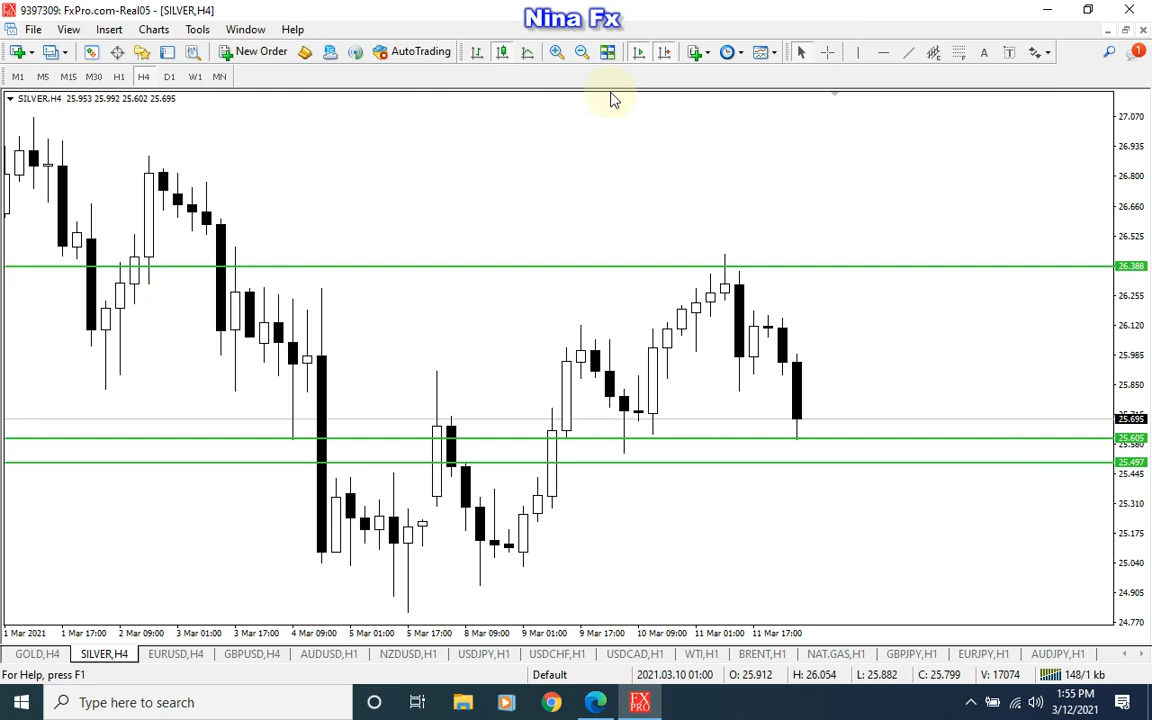 Nina Fx
9397309: FxPro.com-Real05 - [SILVER,H4]
File View Insert Charts Tools Window Help
New Order AutoTrading A T 1
M1 M5 M15 M30 H1 H4 D1 W1 MN
SILVER,H4 25.953 25.992 25.602 25.695
27.070
26.935
26.800
26.660
26.525
26.388
26.255
26.120
25.985
25.850
25.695
25.605
25.580
25.497
25.445
25.310
25.175
25.040
24.905
24.770
1 Mar 2021 1 Mar 17:00 2 Mar 09:00 3 Mar 01:00 3 Mar 17:00 4 Mar 09:00 5 Mar 01:00 5 Mar 17:00 8 Mar 09:00 9 Mar 01:00 9 Mar 17:00 10 Mar 09:00 11 Mar 01:00 11 Mar 17:00
GOLD,H4 SILVER,H4 EURUSD,H4 GBPUSD,H4 AUDUSD,H1 NZDUSD,H1 USDJPY,H1 USDCHF,H1 USDCAD,H1 WTI,H1 BRENT,H1 NAT.GAS,H1 GBPJPY,H1 EURJPY,H1 AUDJPY,H1
For Help, press F1 Default 2021.03.10 01:00 O: 25.912 H: 26.054 L: 25.882 C: 25.799 V: 17074 148/1 kb
Type here to search FX PRO 1:55 PM
3/12/2021